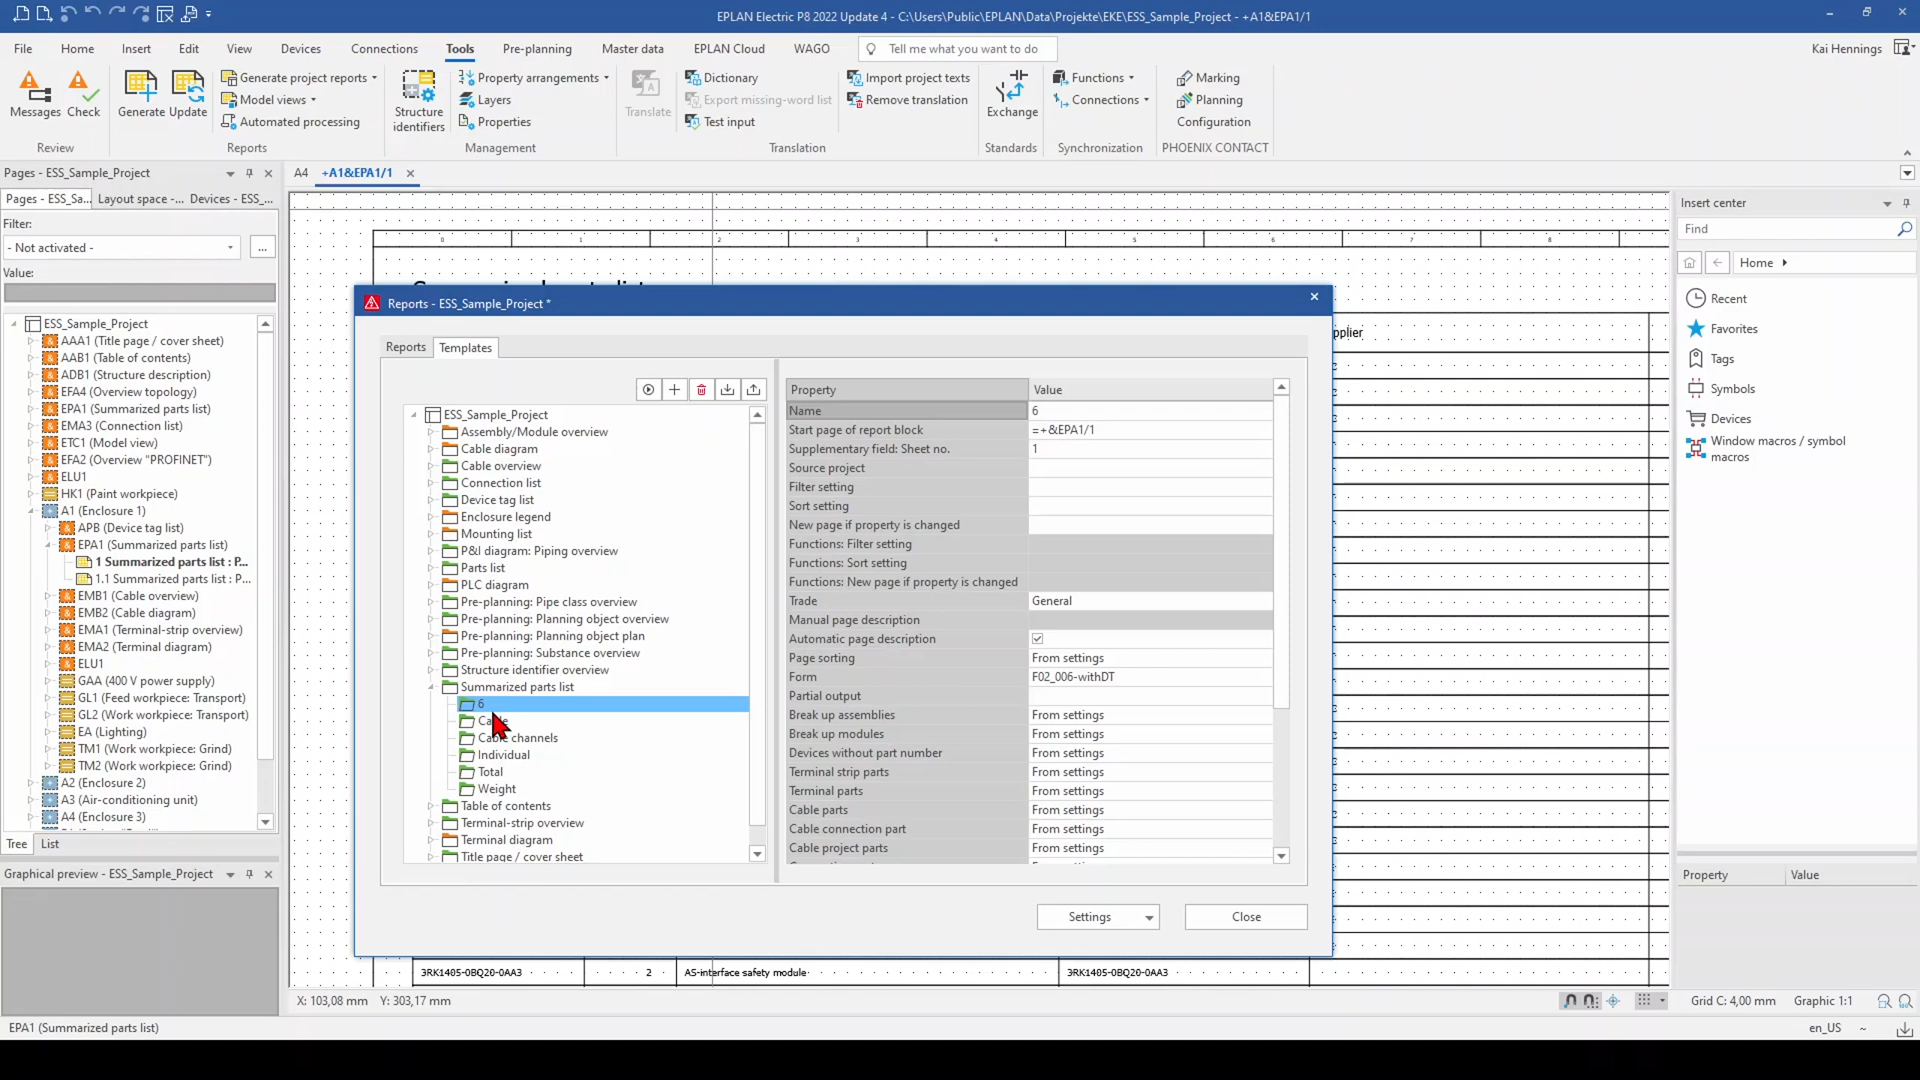 EPLAN Electric P8 2022 Update 4 - C:\Users\Public\EPLAN\Data\Projekte\EKE\ESS_Sample_Project - +A1&EPA1/1
File Home Insert Edit View Devices Connections Tools Pre-planning Master data EPLAN Cloud WAGO Tell me what you want to do Kai Hennings
Messages Check
Review
Generate Update
Generate project reports
Model views
Automated processing
Reports
Structure identifiers
Property arrangements
Layers
Properties
Management
Translate
Dictionary
Export missing-word list
Test input
Import project texts
Remove translation
Translation
Exchange
Standards
Functions
Connections
Synchronization
Marking
Planning
Configuration
PHOENIX CONTACT
Pages - ESS_Sample_Project
Pages - ESS_Sa... Layout space -... Devices - ESS_...
Filter:
- Not activated -
...
Value:
ESS_Sample_Project
AAA1 (Title page / cover sheet)
AAB1 (Table of contents)
ADB1 (Structure description)
EFA4 (Overview topology)
EPA1 (Summarized parts list)
EMA3 (Connection list)
ETC1 (Model view)
EFA2 (Overview "PROFINET")
ELU1
HK1 (Paint workpiece)
A1 (Enclosure 1)
APB (Device tag list)
EPA1 (Summarized parts list)
1 Summarized parts list : P...
1.1 Summarized parts list : P...
EMB1 (Cable overview)
EMB2 (Cable diagram)
EMA1 (Terminal-strip overview)
EMA2 (Terminal diagram)
ELU1
GAA (400 V power supply)
GL1 (Feed workpiece: Transport)
GL2 (Work workpiece: Transport)
EA (Lighting)
TM1 (Work workpiece: Grind)
TM2 (Work workpiece: Grind)
A2 (Enclosure 2)
A3 (Air-conditioning unit)
A4 (Enclosure 3)
Tree List
Graphical preview - ESS_Sample_Project
EPA1 (Summarized parts list)
A4 +A1&EPA1/1
0 1 2 3 4 5 6 7 8
pplier
Reports - ESS_Sample_Project *
Reports Templates
ESS_Sample_Project
Assembly/Module overview
Cable diagram
Cable overview
Connection list
Device tag list
Enclosure legend
Mounting list
P&I diagram: Piping overview
Parts list
PLC diagram
Pre-planning: Pipe class overview
Pre-planning: Planning object overview
Pre-planning: Planning object plan
Pre-planning: Substance overview
Structure identifier overview
Summarized parts list
6
Cable channels
Individual
Total
Weight
Table of contents
Terminal-strip overview
Terminal diagram
Title page / cover sheet
Property Value
Name 6
Start page of report block =+&EPA1/1
Supplementary field: Sheet no. 1
Source project
Filter setting
Sort setting
New page if property is changed
Functions: Filter setting
Functions: Sort setting
Functions: New page if property is changed
Trade General
Manual page description
Automatic page description
Page sorting From settings
Form F02_006-withDT
Partial output
Break up assemblies From settings
Break up modules From settings
Devices without part number From settings
Terminal strip parts From settings
Terminal parts From settings
Cable parts From settings
Cable connection part From settings
Cable project parts From settings
Settings Close
3RK1405-0BQ20-0AA3 2 AS-interface safety module 3RK1405-0BQ20-0AA3
X: 103,08 mm Y: 303,17 mm
Grid C: 4,00 mm Graphic 1:1
en_US ~
Insert center
Find
Home
Recent
Favorites
Tags
Symbols
Devices
Window macros / symbol macros
Property Value